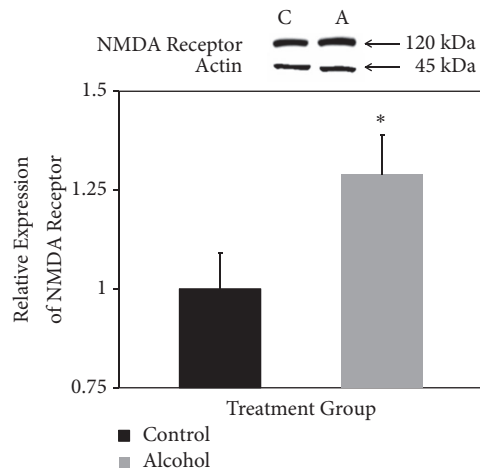 C A
NMDA Receptor 120 kDa
Actin 45 kDa
1.5
*
1.25
1
0.75
Relative Expression
of NMDA Receptor
Treatment Group
Control
Alcohol